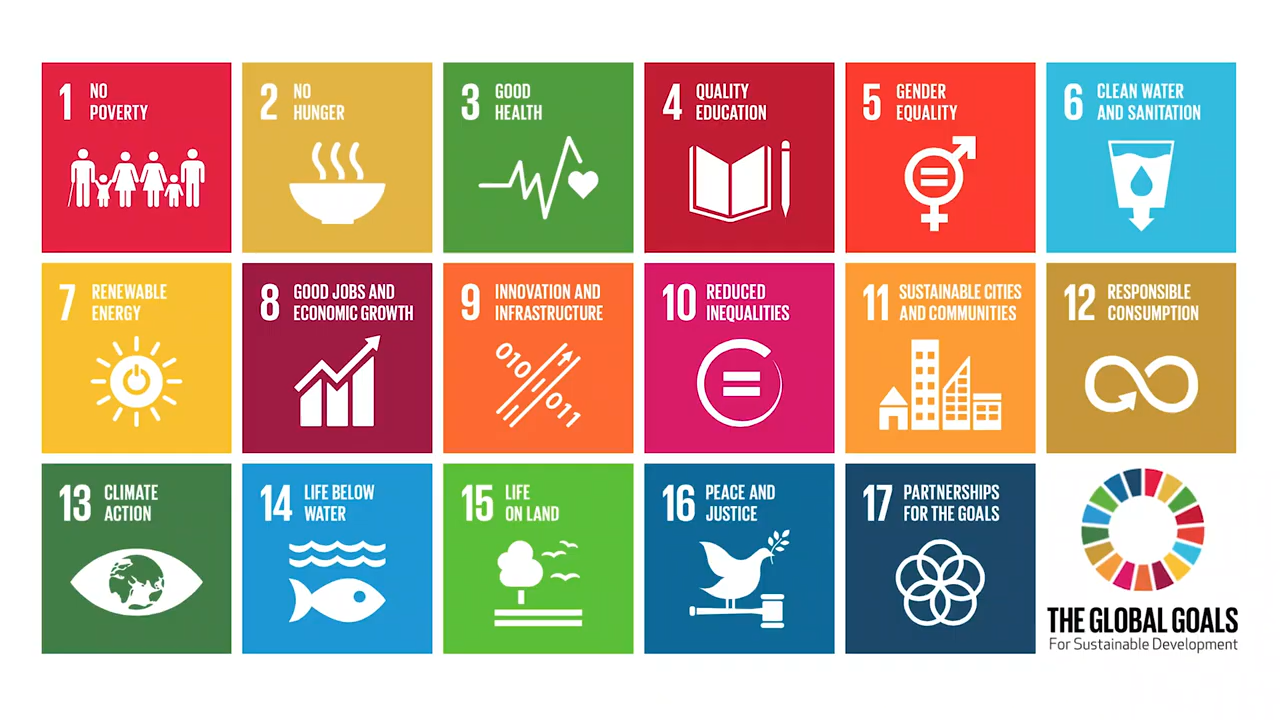 1 NO
POVERTY
2 NO
HUNGER
3 GOOD
HEALTH
4 QUALITY
EDUCATION
5 GENDER
EQUALITY
6 CLEAN WATER
AND SANITATION
7 RENEWABLE
ENERGY
8 GOOD JOBS AND
ECONOMIC GROWTH
9 INNOVATION AND
INFRASTRUCTURE
010
011
10 REDUCED
INEQUALITIES
11 SUSTAINABLE CITIES
AND COMMUNITIES
12 RESPONSIBLE
CONSUMPTION
13 CLIMATE
ACTION
14 LIFE BELOW
WATER
15 LIFE
ON LAND
16 PEACE AND
JUSTICE
17 PARTNERSHIPS
FOR THE GOALS
THE GLOBAL GOALS
For Sustainable Development